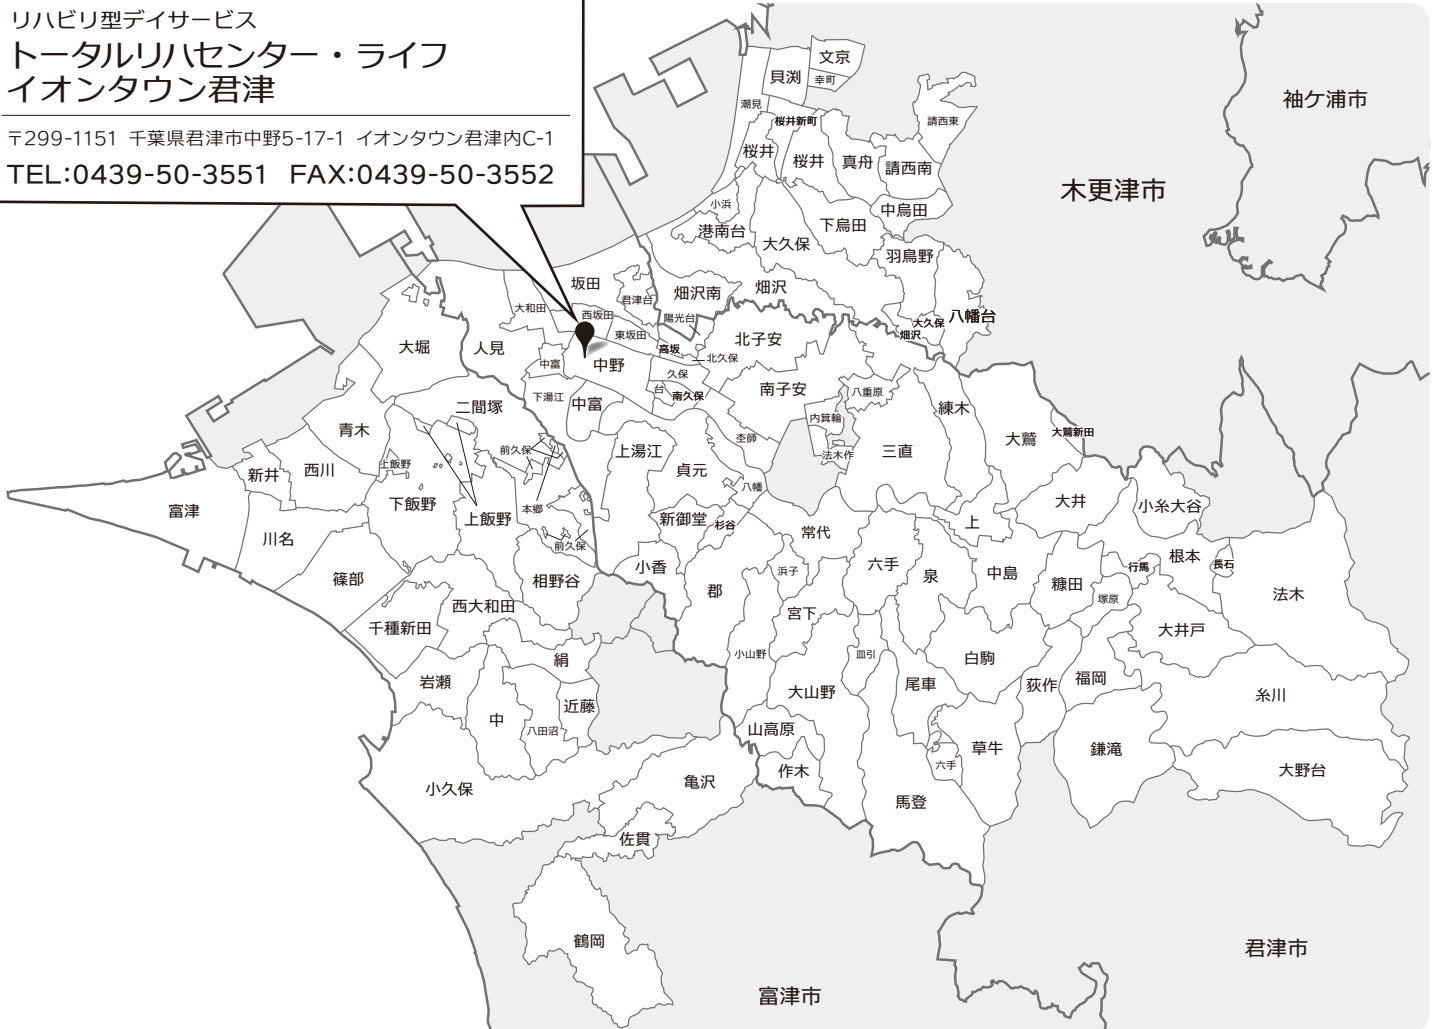 リハビリ型デイサービス
トータルリハセンター・ライフ
イオンタウン君津
〒299-1151 千葉県君津市中野5-17-1 イオンタウン君津内C-1
TEL:0439-50-3551 FAX:0439-50-3552
文京
貝渕
幸町
袖ケ浦市
潮見
桜井新町
請西東
桜井
桜井
真舟
請西南
木更津市
小浜
中烏田
港南台
大久保
下烏田
羽鳥野
坂田
君津台
畑沢南
畑沢
大和田
西坂田
陽光台
大久保
八幡台
畑沢
東坂田
北子安
大堀
人見
高坂
北久保
中富
中野
久保
台
南久保
南子安
八重原
下湯江
中富
二間塚
内箕輪
練木
青木
杢師
大鷲
大鷲新田
前久保
上湯江
法木作
三直
上飯野
西川
新井
貞元
八幡
富津
下飯野
上飯野
本郷
新御堂
杉谷
上
大井
小糸大谷
川名
前久保
常代
篠部
相野谷
小香
浜子
六手
泉
中島
糠田
行馬
根本
長石
郡
塚原
法木
西大和田
宮下
千種新田
大井戸
絹
小山野
皿引
白駒
岩瀬
大山野
尾車
荻作
福岡
糸川
中
近藤
八田沼
山高原
草牛
鎌滝
作木
六手
大野台
小久保
亀沢
馬登
佐貫
鶴岡
君津市
富津市